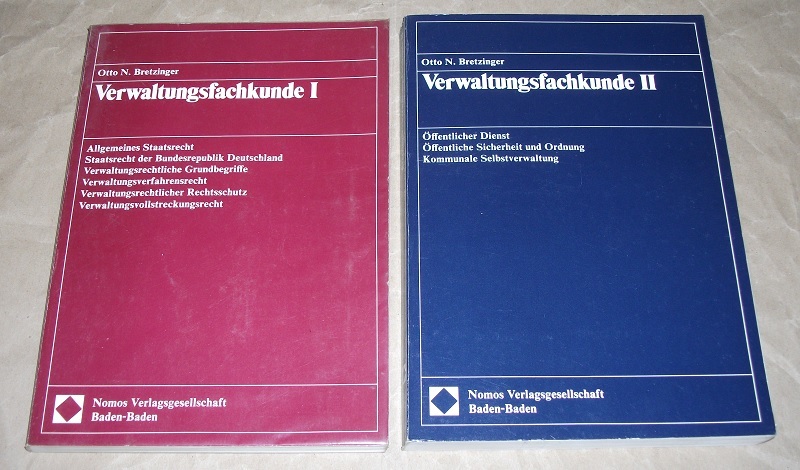 Otto N. Bretzinger
Verwaltungsfachkunde I
Allgemeines Staatsrecht
Staatsrecht der Bundesrepublik Deutschland
Verwaltungsrechtliche Grundbegriffe
Verwaltungsverfahrensrecht
Verwaltungsrechtlicher Rechtsschutz
Verwaltungsvollstreckungsrecht
Nomos Verlagsgesellschaft
Baden-Baden
Otto N. Bretzinger
Verwaltungsfachkunde II
Öffentlicher Dienst
Öffentliche Sicherheit und Ordnung
Kommunale Selbstverwaltung
Nomos Verlagsgesellschaft
Baden-Baden